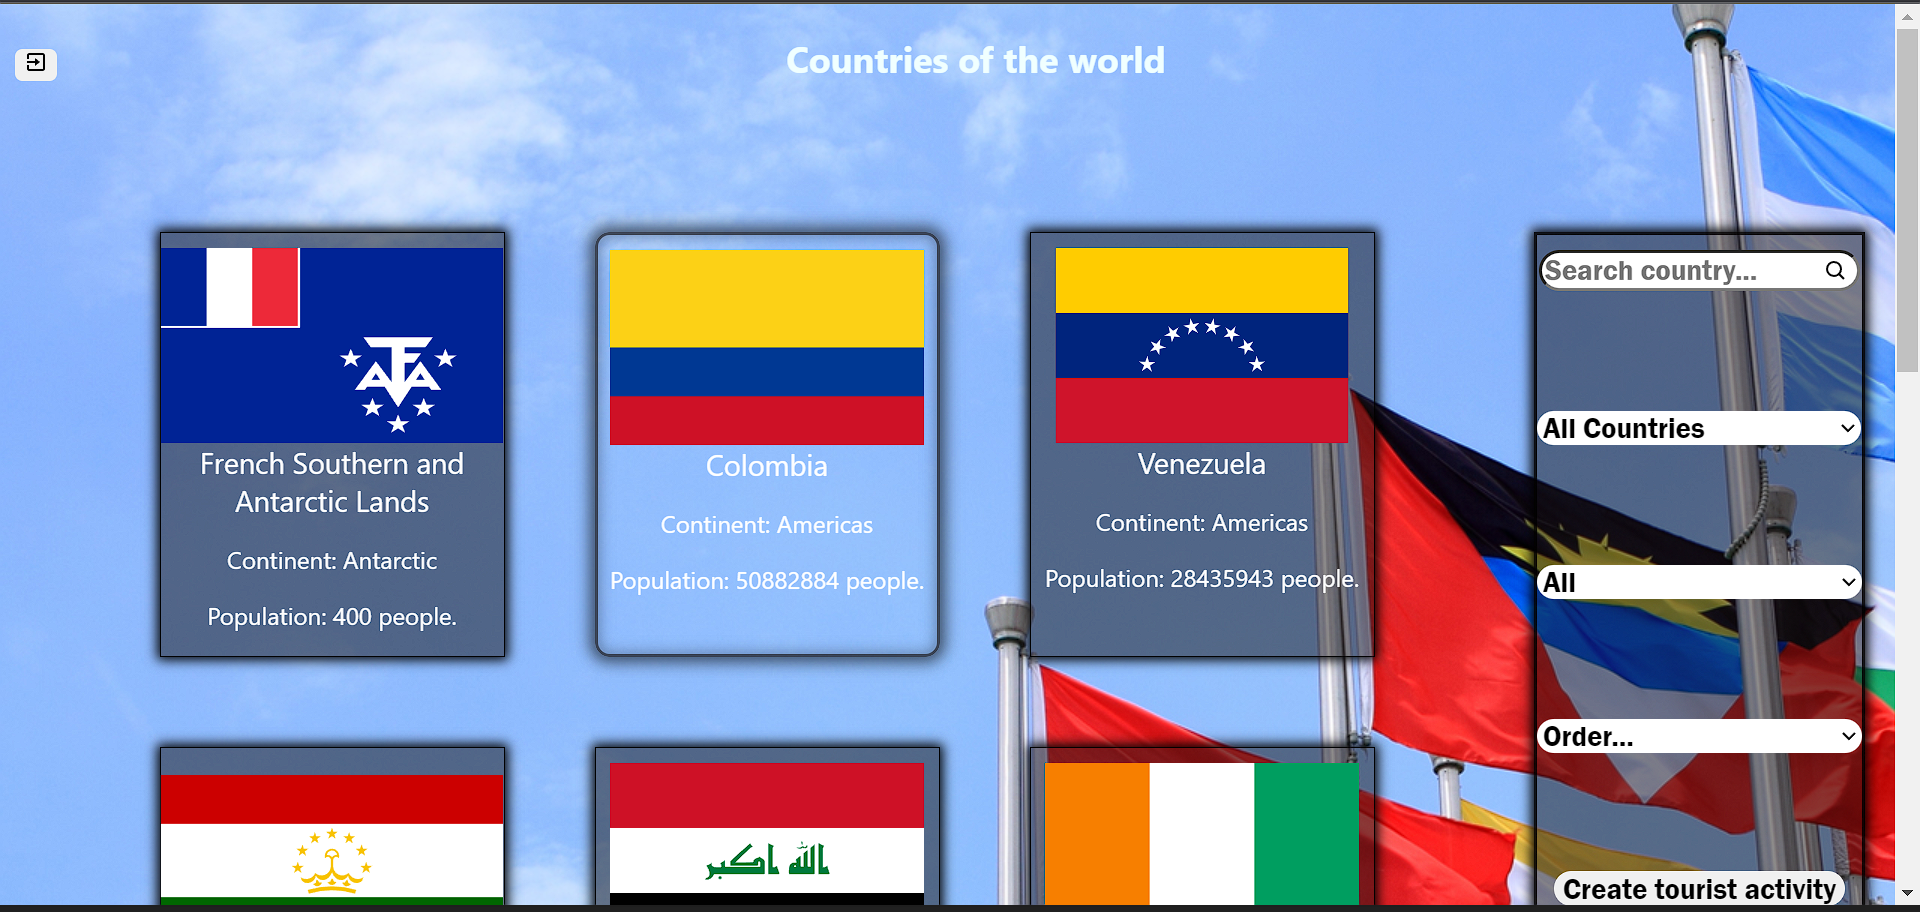 Countries of the world
French Southern and
Antarctic Lands
Continent: Antarctic
Population: 400 people.
Colombia
Continent: Americas
Population: 50882884 people.
Venezuela
Continent: Americas
Population: 28435943 people.
Search country...
All Countries
All
Order...
Create tourist activity
الله اكبر